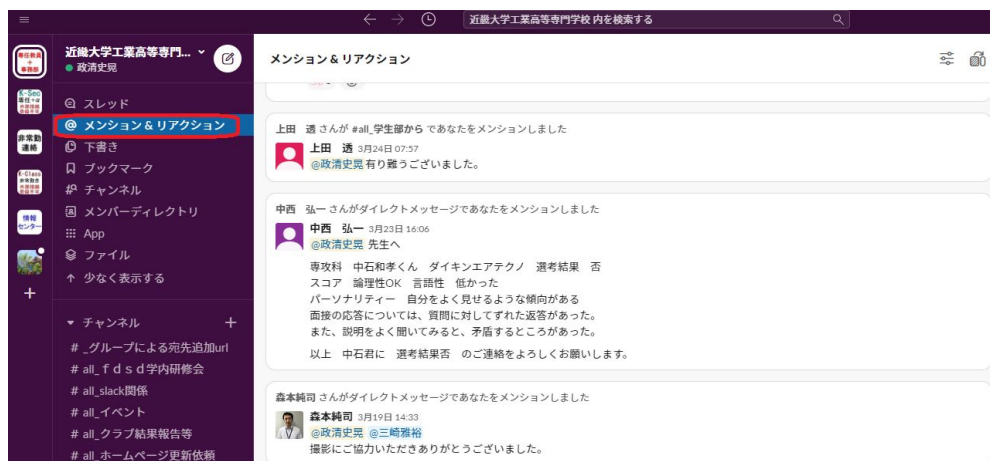 近畿大学工業高等専門学校 内を検索する
専任教員
+
事務部
近畿大学工業高等専門...
政清史晃
メンション & リアクション
K-Sec
専任+α
スレッド
メンション & リアクション
非常勤
連絡
下書き
ブックマーク
K-Class
チャンネル
メンバーディレクトリ
情報
センター
App
ファイル
少なく表示する
チャンネル
# _グループによる宛先追加url
# all_ｆｄｓｄ学内研修会
# all_slack関係
# all_イベント
# all_クラブ結果報告等
# all_ホームページ更新依頼
上田 透 さんが #all_学生部から であなたをメンションしました
上田 透 3月24日 07:57
@政清史晃 有り難うございました。
中西 弘一 さんがダイレクトメッセージであなたをメンションしました
中西 弘一 3月23日 16:06
@政清史晃 先生へ
専攻科 中石和孝くん ダイキンエアテクノ 選考結果 否
スコア 論理性OK 言語性 低かった
パーソナリティー 自分をよく見せるような傾向がある
面接の応答については、質問に対してずれた返答があった。
また、説明をよく聞いてみると、矛盾するところがあった。
以上 中石君に 選考結果否 のご連絡をよろしくお願いします。
森本純司 さんがダイレクトメッセージであなたをメンションしました
森本純司 3月19日 14:33
@政清史晃 @三崎雅裕
撮影にご協力いただきありがとうございました。